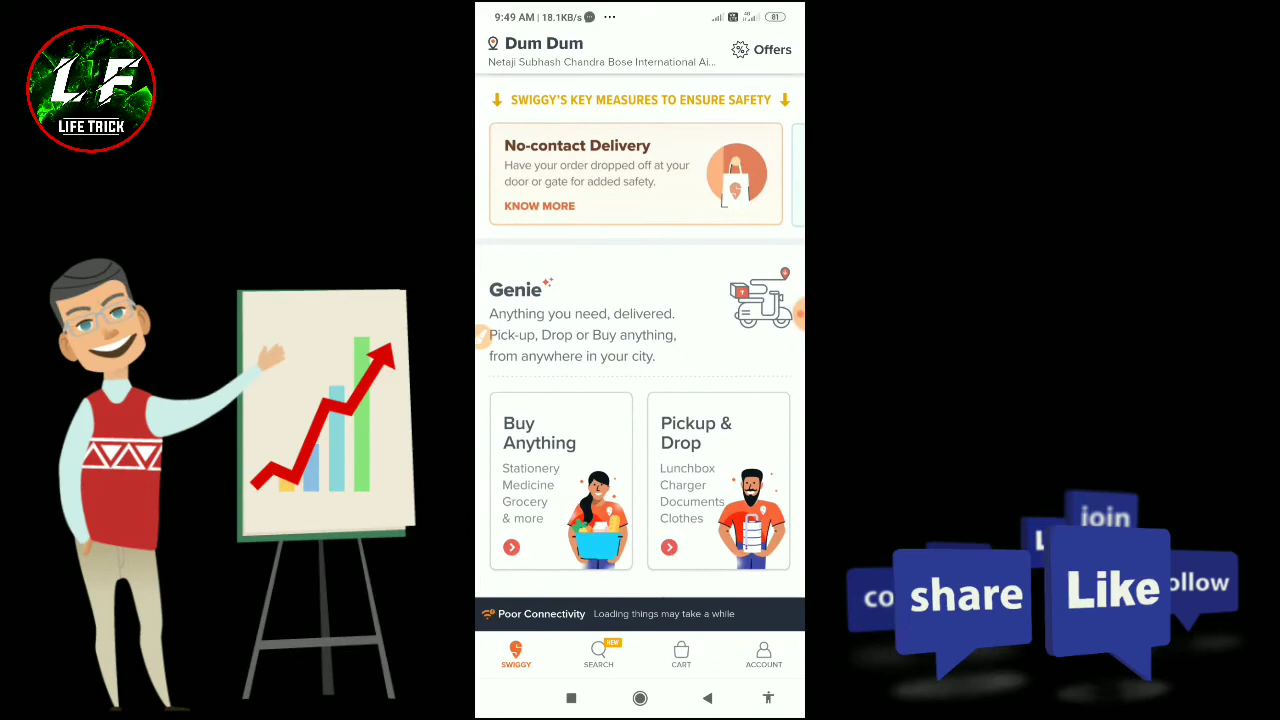 LF
LIFE TRICK
9:49 AM | 18.1KB/s
81
Dum Dum
Offers
Netaji Subhash Chandra Bose International Ai...
SWIGGY'S KEY MEASURES TO ENSURE SAFETY
No-contact Delivery
Have your order dropped off at your
door or gate for added safety.
KNOW MORE
Genie
Anything you need, delivered.
Pick-up, Drop or Buy anything,
from anywhere in your city.
Buy
Anything
Stationery
Medicine
Grocery
& more
Pickup &
Drop
Lunchbox
Charger
Documents
Clothes
Poor Connectivity Loading things may take a while
NEW
SWIGGY
SEARCH
CART
ACCOUNT
join
L
co
share
Like
ollow